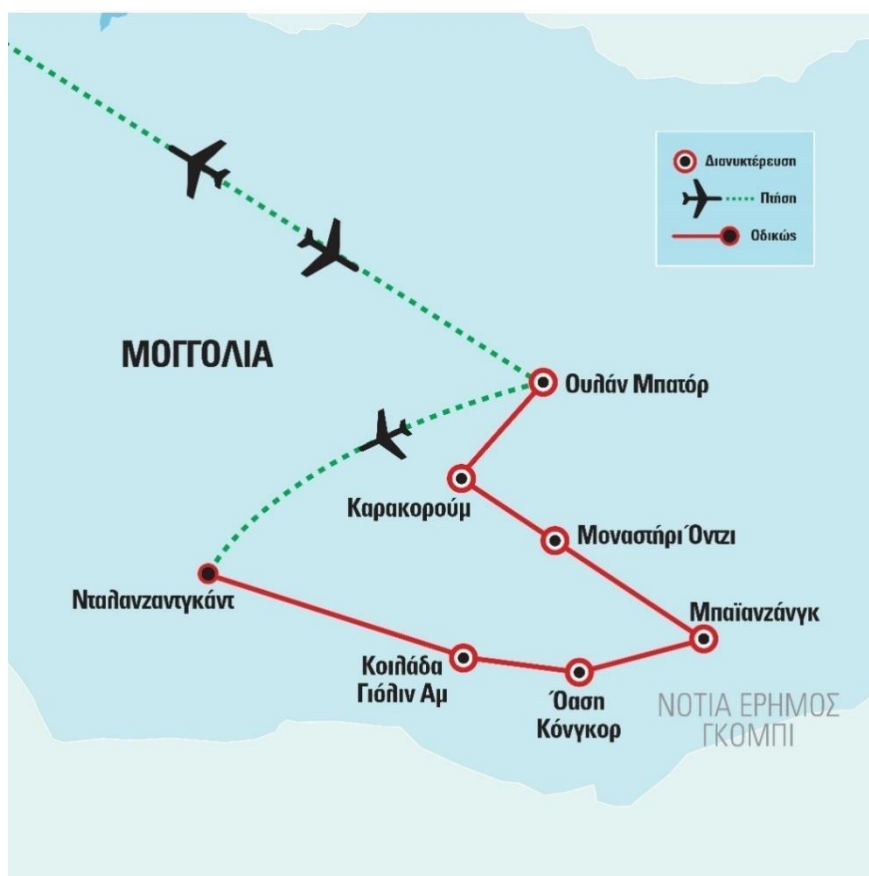 Διανυκτέρευση
Πτήση
Οδικώς
ΜΟΓΓΟΛΙΑ
Ουλάν Μπατόρ
Καρακορούμ
Μοναστήρι Όντζι
Νταλανζαντγκάντ
Μπαϊανζάνγκ
Κοιλάδα
Γιόλιν Αμ
Όαση
Κόνγκορ
ΝΟΤΙΑ ΕΡΗΜΟΣ
ΓΚΟΜΠΙ